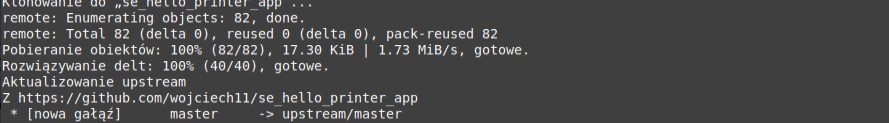 Klonowanie do „se_hello_printer_app"...
remote: Enumerating objects: 82, done.
remote: Total 82 (delta 0), reused 0 (delta 0), pack-reused 82
Pobieranie obiektów: 100% (82/82), 17.30 KiB | 1.73 MiB/s, gotowe.
Rozwiązywanie delt: 100% (40/40), gotowe.
Aktualizowanie upstream
Z https://github.com/wojciech11/se_hello_printer_app
 * [nowa gałąź]      master     -> upstream/master